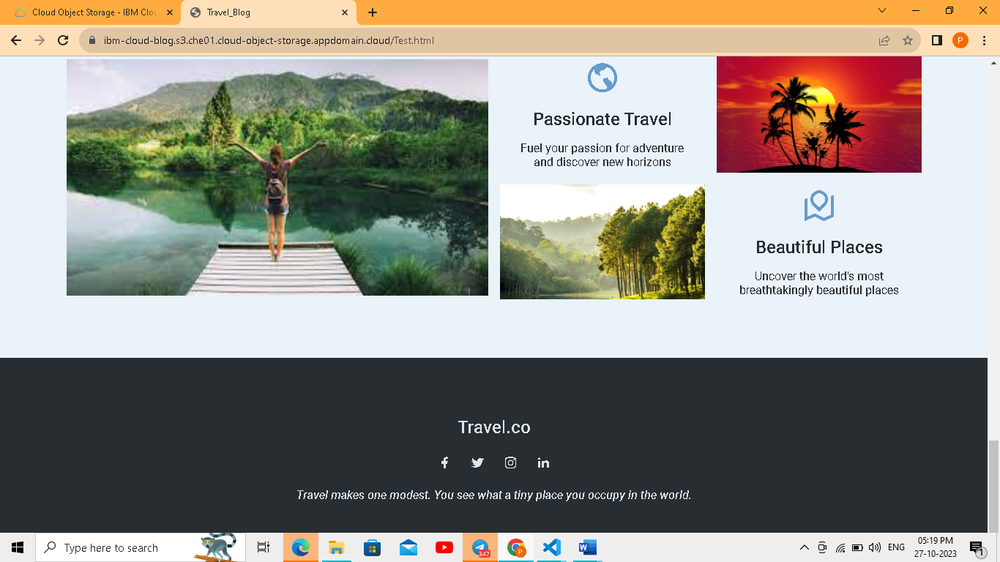 Cloud Object Storage - IBM Clou
Travel_Blog
ibm-cloud-blog.s3.che01.cloud-object-storage.appdomain.cloud/Test.html
P
Passionate Travel
Fuel your passion for adventure
and discover new horizons
Beautiful Places
Uncover the world's most
breathtakingly beautiful places
Travel.co
Travel makes one modest. You see what a tiny place you occupy in the world.
Type here to search
347
P
W
ENG
05:19 PM
27-10-2023
1